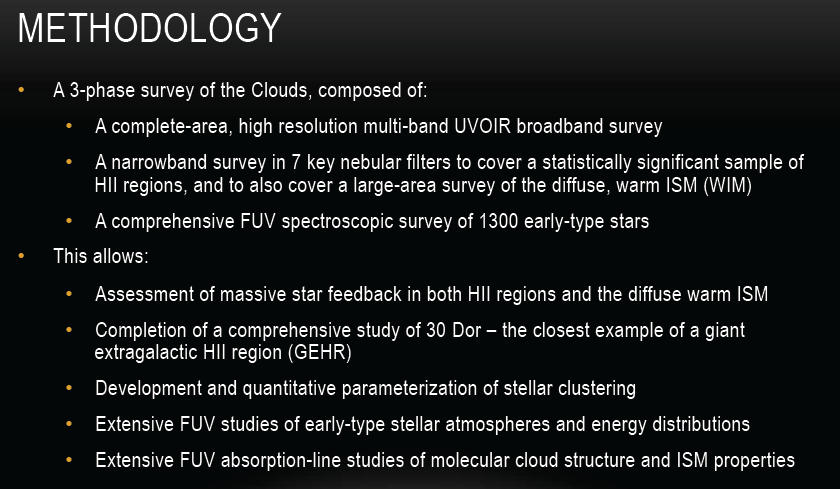 METHODOLOGY
• A 3-phase survey of the Clouds, composed of:
• A complete-area, high resolution multi-band UVOIR broadband survey
• A narrowband survey in 7 key nebular filters to cover a statistically significant sample of
HII regions, and to also cover a large-area survey of the diffuse, warm ISM (WIM)
• A comprehensive FUV spectroscopic survey of 1300 early-type stars
• This allows:
• Assessment of massive star feedback in both HII regions and the diffuse warm ISM
• Completion of a comprehensive study of 30 Dor – the closest example of a giant
extragalactic HII region (GEHR)
• Development and quantitative parameterization of stellar clustering
• Extensive FUV studies of early-type stellar atmospheres and energy distributions
• Extensive FUV absorption-line studies of molecular cloud structure and ISM properties